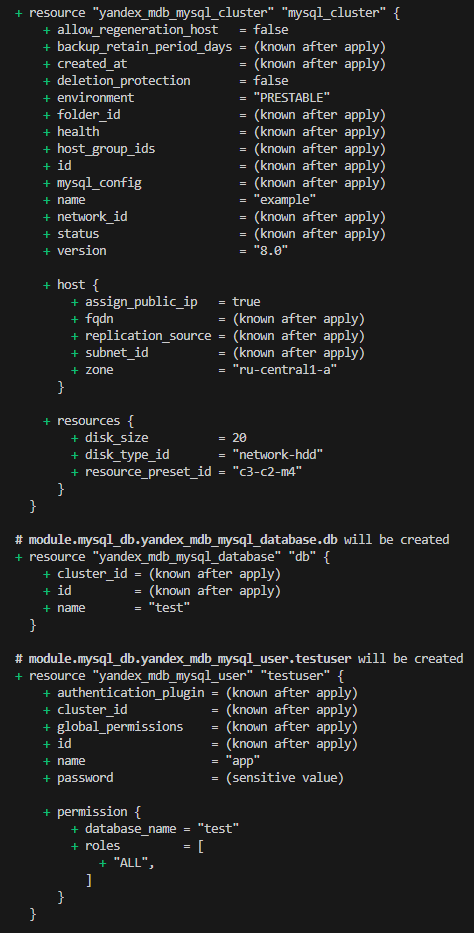 + resource "yandex_mdb_mysql_cluster" "mysql_cluster" {
    + allow_regeneration_host   = false
    + backup_retain_period_days = (known after apply)
    + created_at                = (known after apply)
    + deletion_protection       = false
    + environment               = "PRESTABLE"
    + folder_id                 = (known after apply)
    + health                    = (known after apply)
    + host_group_ids            = (known after apply)
    + id                        = (known after apply)
    + mysql_config              = (known after apply)
    + name                      = "example"
    + network_id                = (known after apply)
    + status                    = (known after apply)
    + version                   = "8.0"

    + host {
        + assign_public_ip   = true
        + fqdn               = (known after apply)
        + replication_source = (known after apply)
        + subnet_id          = (known after apply)
        + zone               = "ru-central1-a"
      }

    + resources {
        + disk_size          = 20
        + disk_type_id       = "network-hdd"
        + resource_preset_id = "c3-c2-m4"
      }
  }

# module.mysql_db.yandex_mdb_mysql_database.db will be created
+ resource "yandex_mdb_mysql_database" "db" {
    + cluster_id = (known after apply)
    + id         = (known after apply)
    + name       = "test"
  }

# module.mysql_db.yandex_mdb_mysql_user.testuser will be created
+ resource "yandex_mdb_mysql_user" "testuser" {
    + authentication_plugin = (known after apply)
    + cluster_id            = (known after apply)
    + global_permissions    = (known after apply)
    + id                    = (known after apply)
    + name                  = "app"
    + password              = (sensitive value)

    + permission {
        + database_name = "test"
        + roles         = [
            + "ALL",
          ]
      }
  }